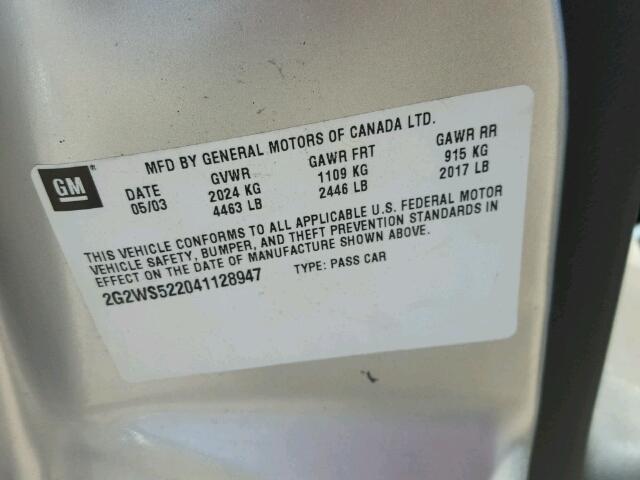 MFD BY GENERAL MOTORS OF CANADA LTD.
GM
®
DATE GVWR GAWR FRT GAWR RR
05/03 2024 KG 1109 KG 915 KG
4463 LB 2446 LB 2017 LB
THIS VEHICLE CONFORMS TO ALL APPLICABLE U.S. FEDERAL MOTOR
VEHICLE SAFETY, BUMPER, AND THEFT PREVENTION STANDARDS IN
EFFECT ON THE DATE OF MANUFACTURE SHOWN ABOVE.
2G2WS522041128947 TYPE: PASS CAR